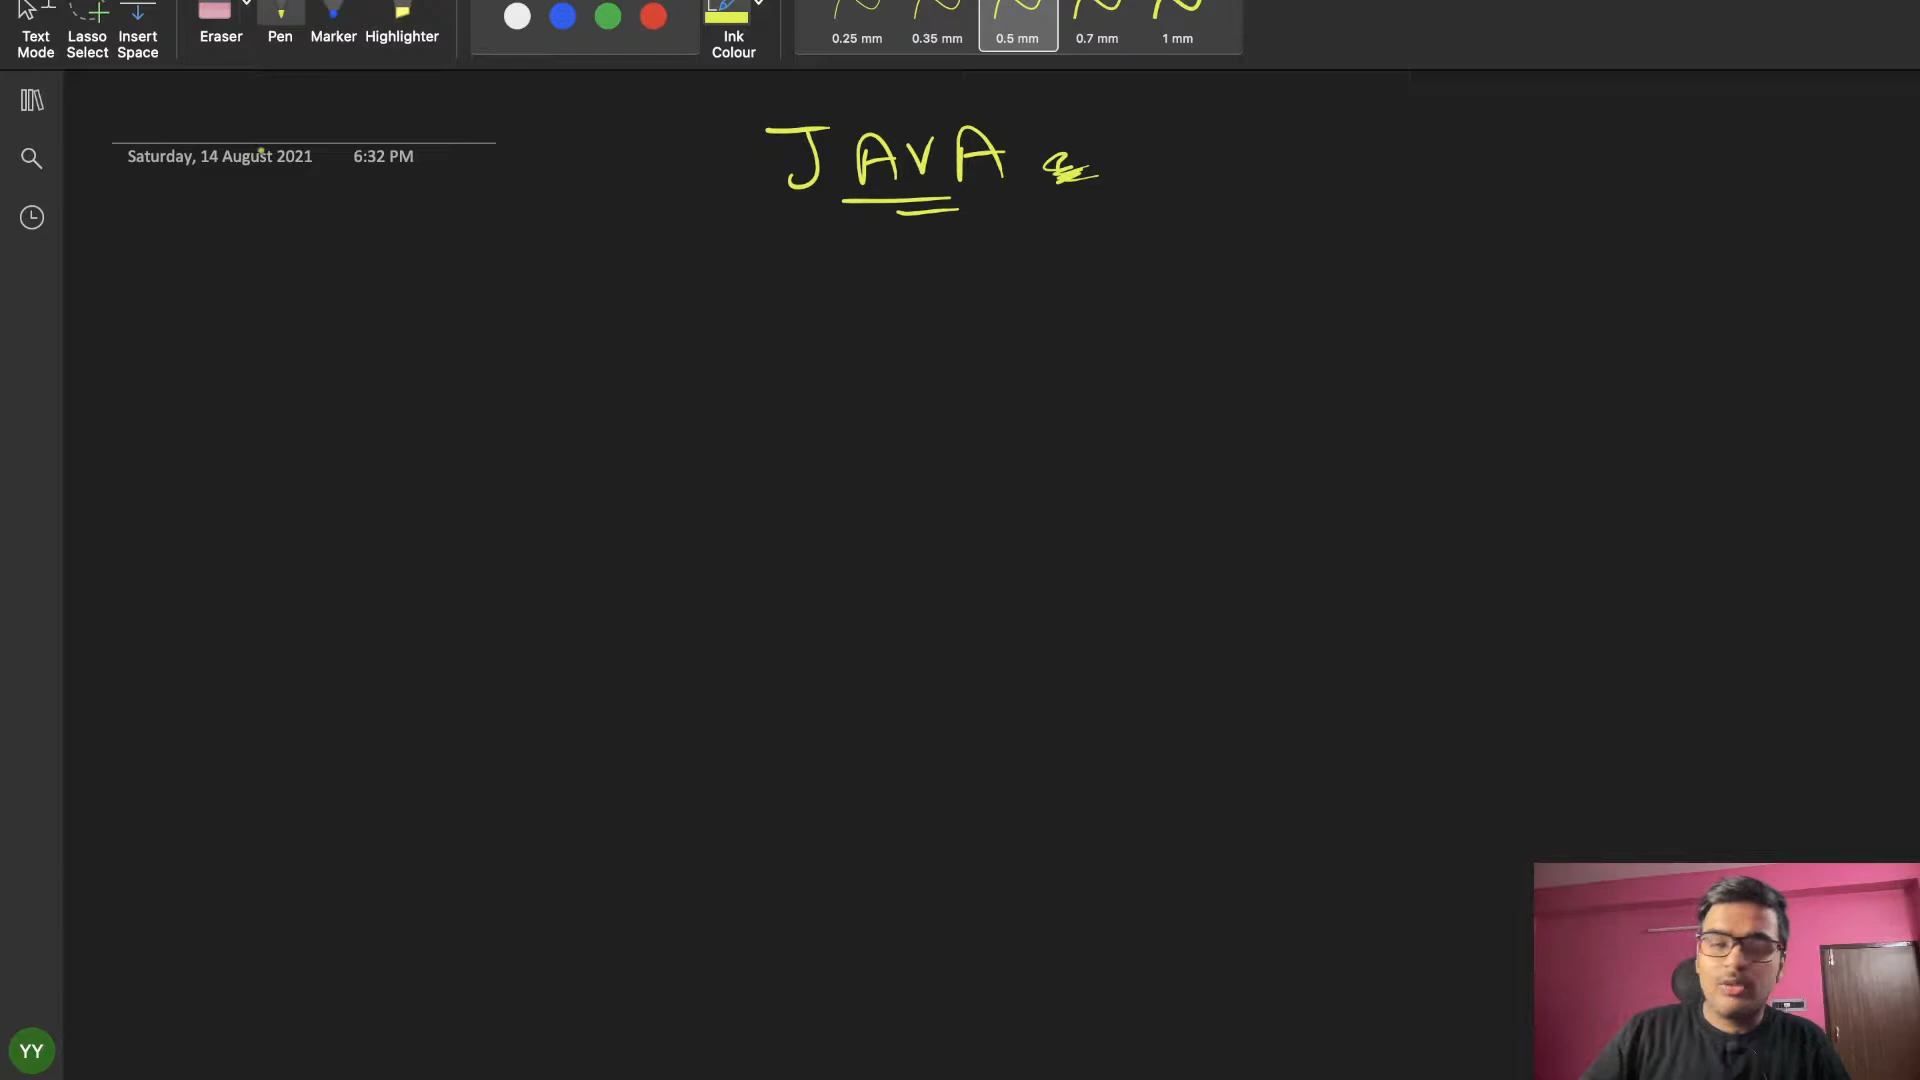 Text Mode
Lasso Select
Insert Space
Eraser
Pen
Marker
Highlighter
Ink Colour
0.25 mm
0.35 mm
0.5 mm
0.7 mm
1 mm
JAVA
Saturday, 14 August 2021 6:32 PM
YY